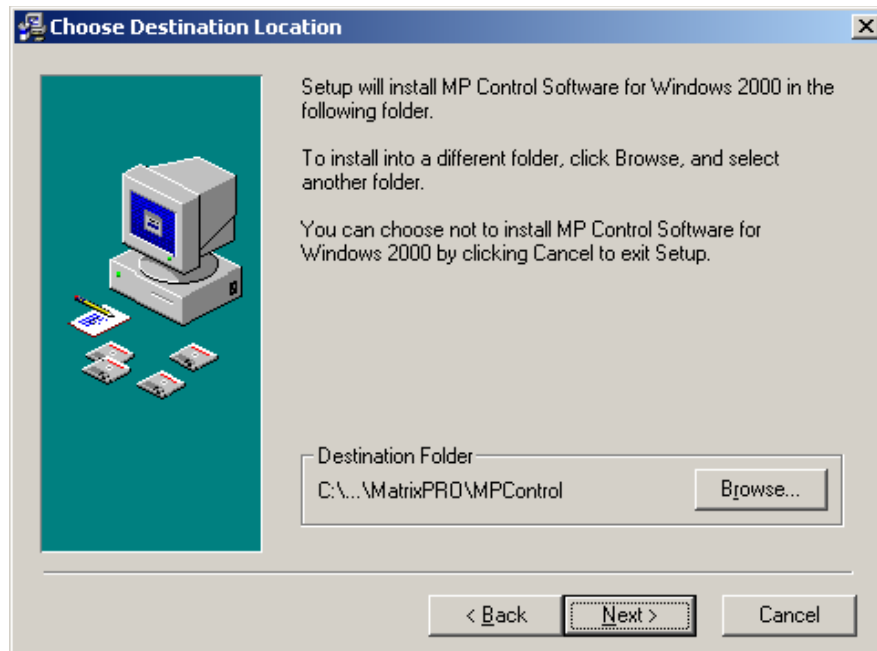 Choose Destination Location
Setup will install MP Control Software for Windows 2000 in the
following folder.
To install into a different folder, click Browse, and select
another folder.
You can choose not to install MP Control Software for
Windows 2000 by clicking Cancel to exit Setup.
Destination Folder
C:\...\MatrixPRO\MPControl
Browse...
< Back
Next >
Cancel